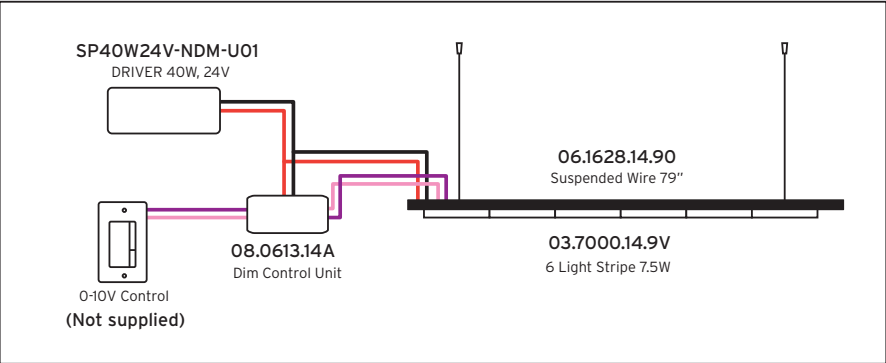 SP40W24V-NDM-U01
DRIVER 40W, 24V
06.1628.14.90
Suspended Wire 79"
08.0613.14A
Dim Control Unit
03.7000.14.9V
6 Light Stripe 7.5W
0-10V Control
(Not supplied)